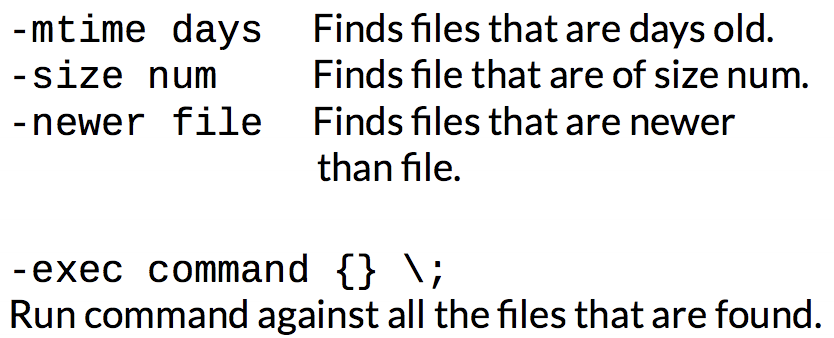 -mtime days Finds files that are days old.
-size num Finds file that are of size num.
-newer file Finds files that are newer
than file.
-exec command {} \;
Run command against all the files that are found.